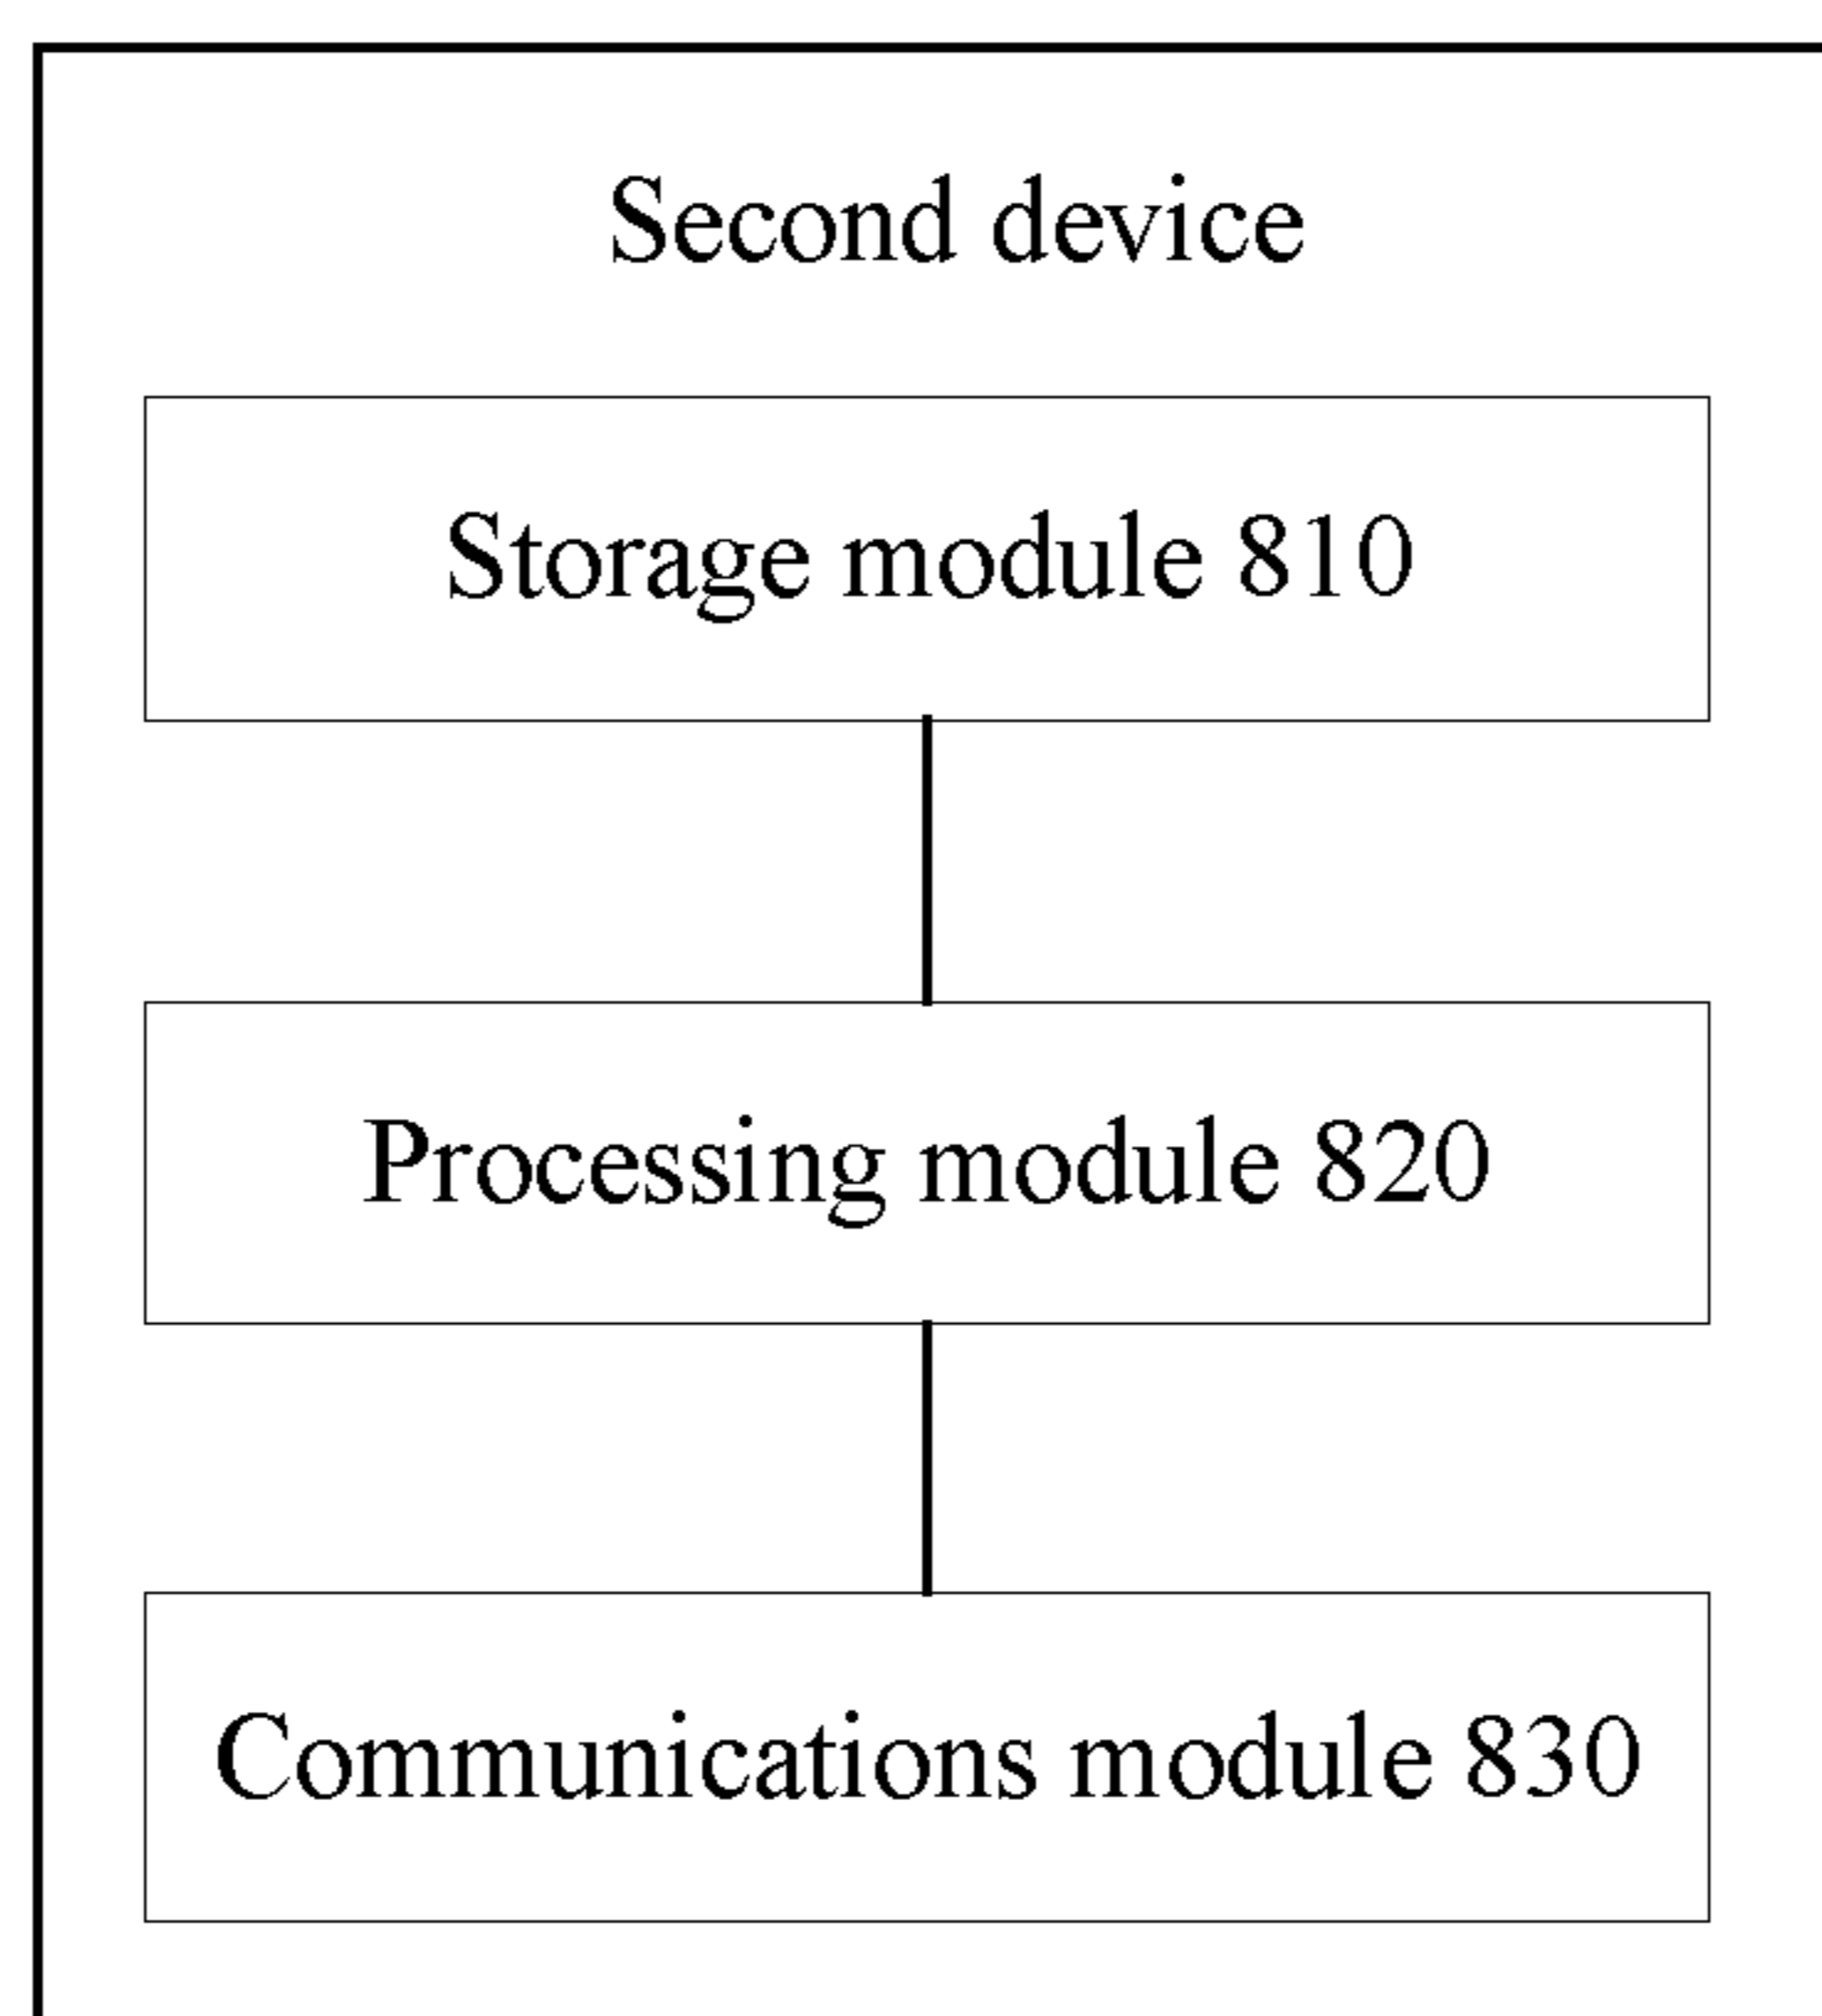 Second device
Storage module 810
Processing module 820
Communications module 830